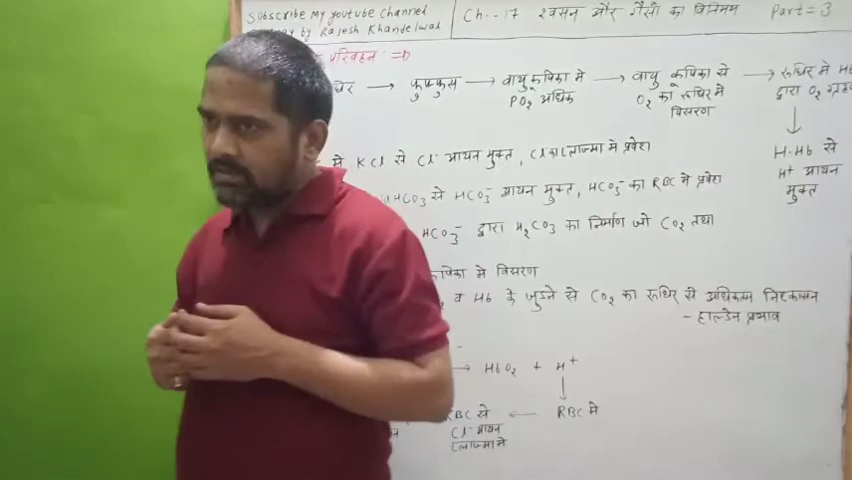 Subscribe my youtube channel
by Rajesh Khandelwal
Ch:-17 श्वसन और गैसों का विनिमय Part = 3
परिवहन :⇒
→ फुफ्फुस → वायु कूपिका में → वायु कूपिका से → रूधिर में Hb
PO₂ अधिक O₂ का रूधिर में द्वारा O₂
विसरण
↓
H·Hb से
H⁺ आयन
मुक्त
में KCl से Cl⁻ आयन मुक्त, Cl⁻ का प्लाज्मा में प्रवेश
HCO₃ से HCO₃⁻ आयन मुक्त, HCO₃⁻ का RBC में प्रवेश
HCO₃⁻ द्वारा H₂CO₃ का निर्माण जो CO₂ तथा
में विसरण
व Hb के जुडने से CO₂ का रूधिर से अधिकतम निष्कासन
- हाल्डेन प्रभाव
→ HbO₂ + H⁺
↓
RBC से ← RBC में
Cl⁻ आयन
प्लाज्मा में